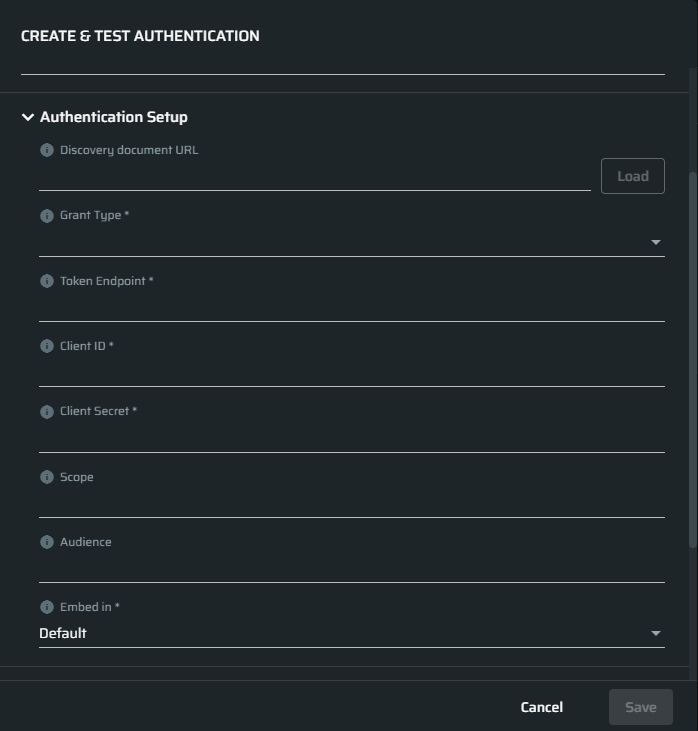 CREATE & TEST AUTHENTICATION
Authentication Setup
Discovery document URL
Load
Grant Type *
Token Endpoint *
Client ID *
Client Secret *
Scope
Audience
Embed in *
Default
Cancel
Save